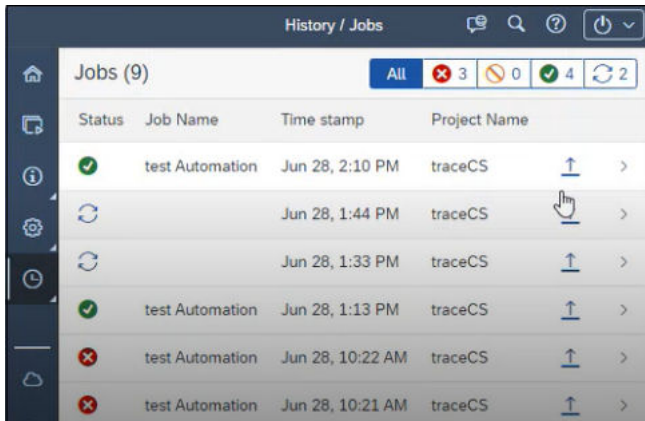 History / Jobs
Jobs (9)
All 3 0 4 2
Status Job Name Time stamp Project Name
test Automation Jun 28, 2:10 PM traceCS
Jun 28, 1:44 PM traceCS
Jun 28, 1:33 PM traceCS
test Automation Jun 28, 1:13 PM traceCS
test Automation Jun 28, 10:22 AM traceCS
test Automation Jun 28, 10:21 AM traceCS